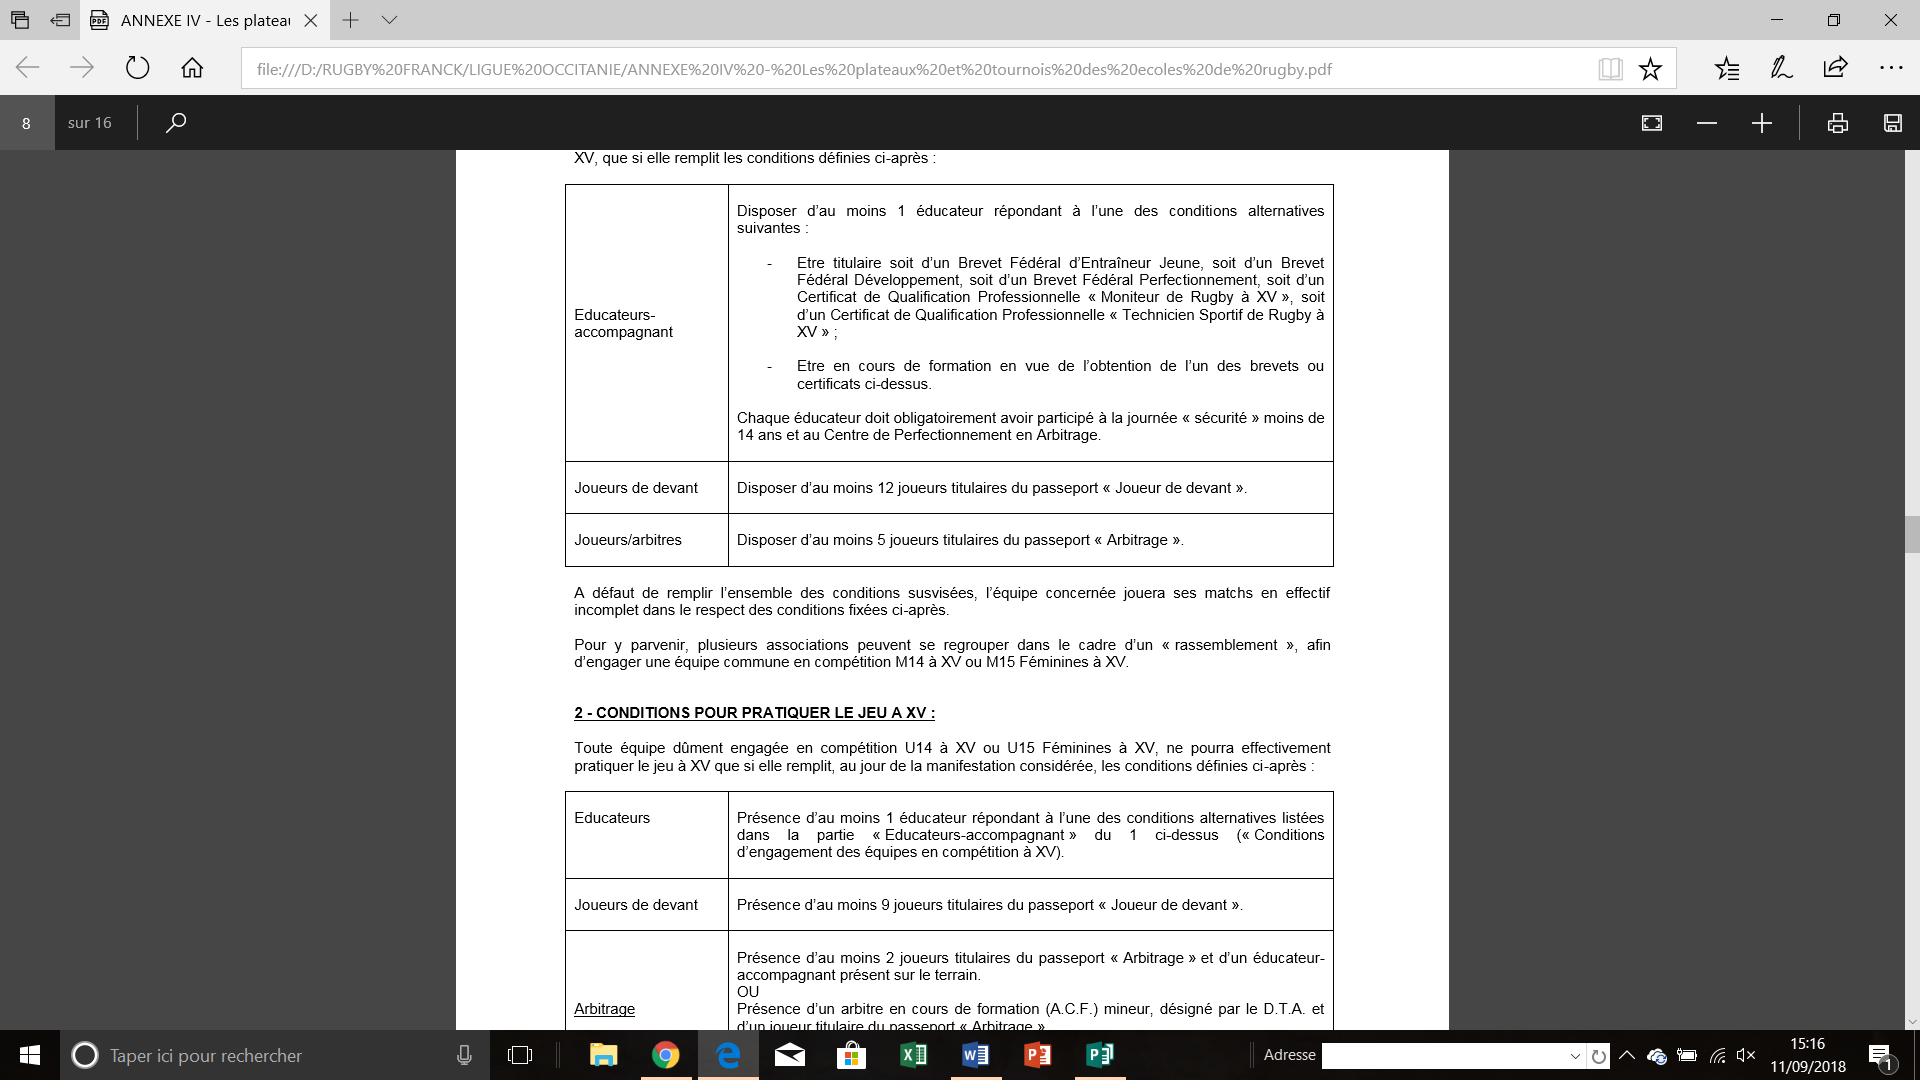 ANNEXE IV - Les plateau
file:///D:/RUGBY%20FRANCK/LIGUE%20OCCITANIE/ANNEXE%20IV%20-%20Les%20plateaux%20et%20tournois%20des%20ecoles%20de%20rugby.pdf
8 sur 16
XV, que si elle remplit les conditions définies ci-après :
Educateurs-
accompagnant
Disposer d'au moins 1 éducateur répondant à l'une des conditions alternatives
suivantes :
- Etre titulaire soit d'un Brevet Fédéral d'Entraîneur Jeune, soit d'un Brevet
Fédéral Développement, soit d'un Brevet Fédéral Perfectionnement, soit d'un
Certificat de Qualification Professionnelle « Moniteur de Rugby à XV », soit
d'un Certificat de Qualification Professionnelle « Technicien Sportif de Rugby à
XV » ;
- Etre en cours de formation en vue de l'obtention de l'un des brevets ou
certificats ci-dessus.
Chaque éducateur doit obligatoirement avoir participé à la journée « sécurité » moins de
14 ans et au Centre de Perfectionnement en Arbitrage.
Joueurs de devant
Disposer d'au moins 12 joueurs titulaires du passeport « Joueur de devant ».
Joueurs/arbitres
Disposer d'au moins 5 joueurs titulaires du passeport « Arbitrage ».
A défaut de remplir l'ensemble des conditions susvisées, l'équipe concernée jouera ses matchs en effectif
incomplet dans le respect des conditions fixées ci-après.
Pour y parvenir, plusieurs associations peuvent se regrouper dans le cadre d'un « rassemblement », afin
d'engager une équipe commune en compétition M14 à XV ou M15 Féminines à XV.
2 - CONDITIONS POUR PRATIQUER LE JEU A XV :
Toute équipe dûment engagée en compétition U14 à XV ou U15 Féminines à XV, ne pourra effectivement
pratiquer le jeu à XV que si elle remplit, au jour de la manifestation considérée, les conditions définies ci-après :
Educateurs
Présence d'au moins 1 éducateur répondant à l'une des conditions alternatives listées
dans la partie « Educateurs-accompagnant » du 1 ci-dessus (« Conditions
d'engagement des équipes en compétition à XV).
Joueurs de devant
Présence d'au moins 9 joueurs titulaires du passeport « Joueur de devant ».
Arbitrage
Présence d'au moins 2 joueurs titulaires du passeport « Arbitrage » et d'un éducateur-
accompagnant présent sur le terrain.
OU
Présence d'un arbitre en cours de formation (A.C.F.) mineur, désigné par le D.T.A. et
d'un joueur titulaire du passeport « Arbitrage »
Taper ici pour rechercher
Adresse
15:16
11/09/2018
1